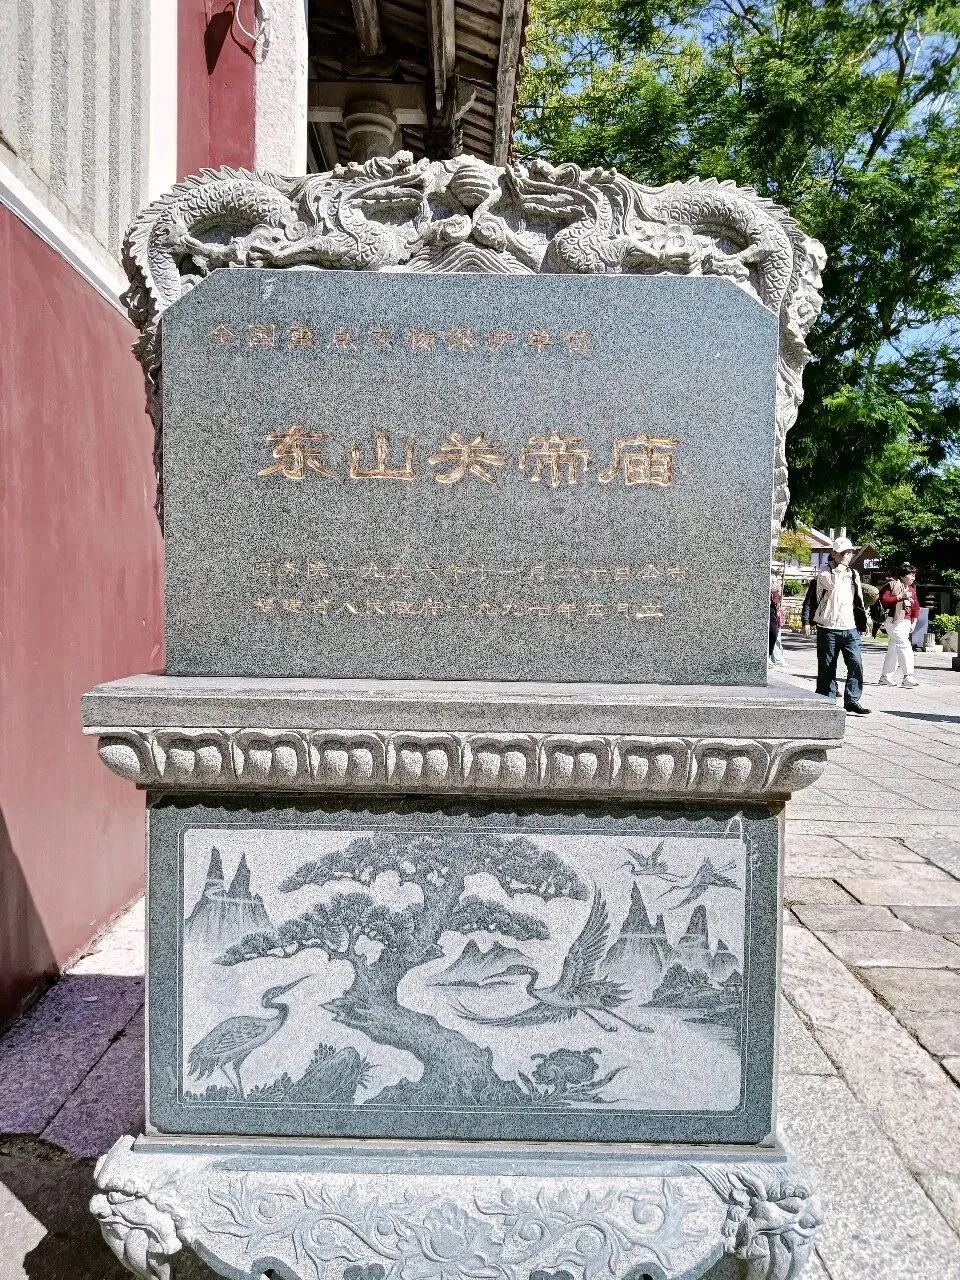 全国重点文物保护单位
东山关帝庙
国务院一九九六年十一月二十日公布
福建省人民政府一九九七年五月立